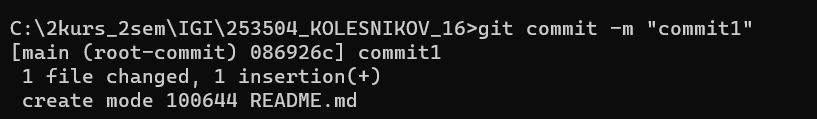 C:\2kurs_2sem\IGI\253504_KOLESNIKOV_16>git commit -m "commit1"
[main (root-commit) 086926c] commit1
 1 file changed, 1 insertion(+)
 create mode 100644 README.md